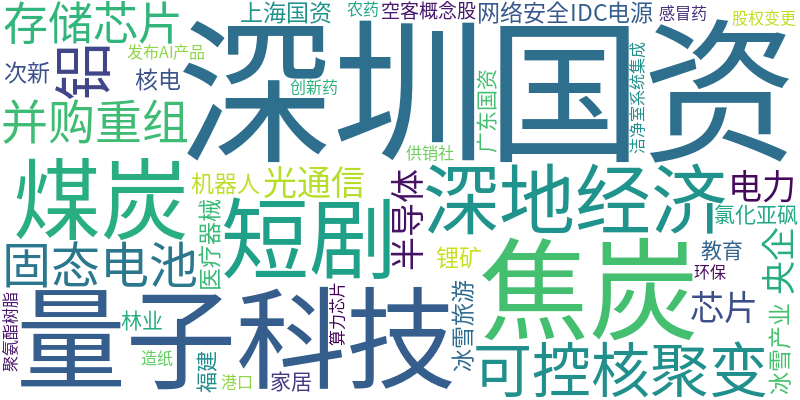 存储芯片
铝
上海国资
农药
空客概念股
网络安全IDC电源
感冒药
股权变更
次新
发布AI产品
核电
深圳国资
创新药
广东国资
洁净室系统集成
并购重组
供销社
煤炭
机器人
光通信
短剧
半导体
深地经济
电力
氯化亚砜
固态电池
医疗器械
锂矿
焦炭
教育
环保
央企
聚氨酯树脂
量子科技
林业
造纸
福建
港口
家居
算力芯片
冰雪旅游
芯片
可控核聚变
冰雪产业